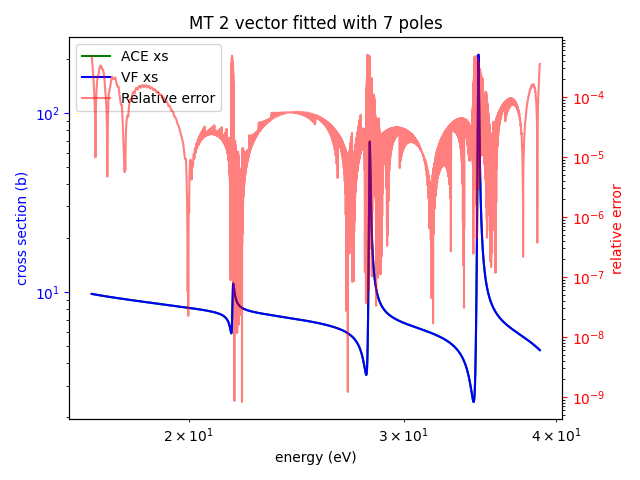 MT 2 vector fitted with 7 poles
ACE xs
VF xs
Relative error
10²
10¹
cross section (b)
10⁻⁴
10⁻⁵
10⁻⁶
10⁻⁷
10⁻⁸
10⁻⁹
relative error
2 × 10¹
3 × 10¹
4 × 10¹
energy (eV)